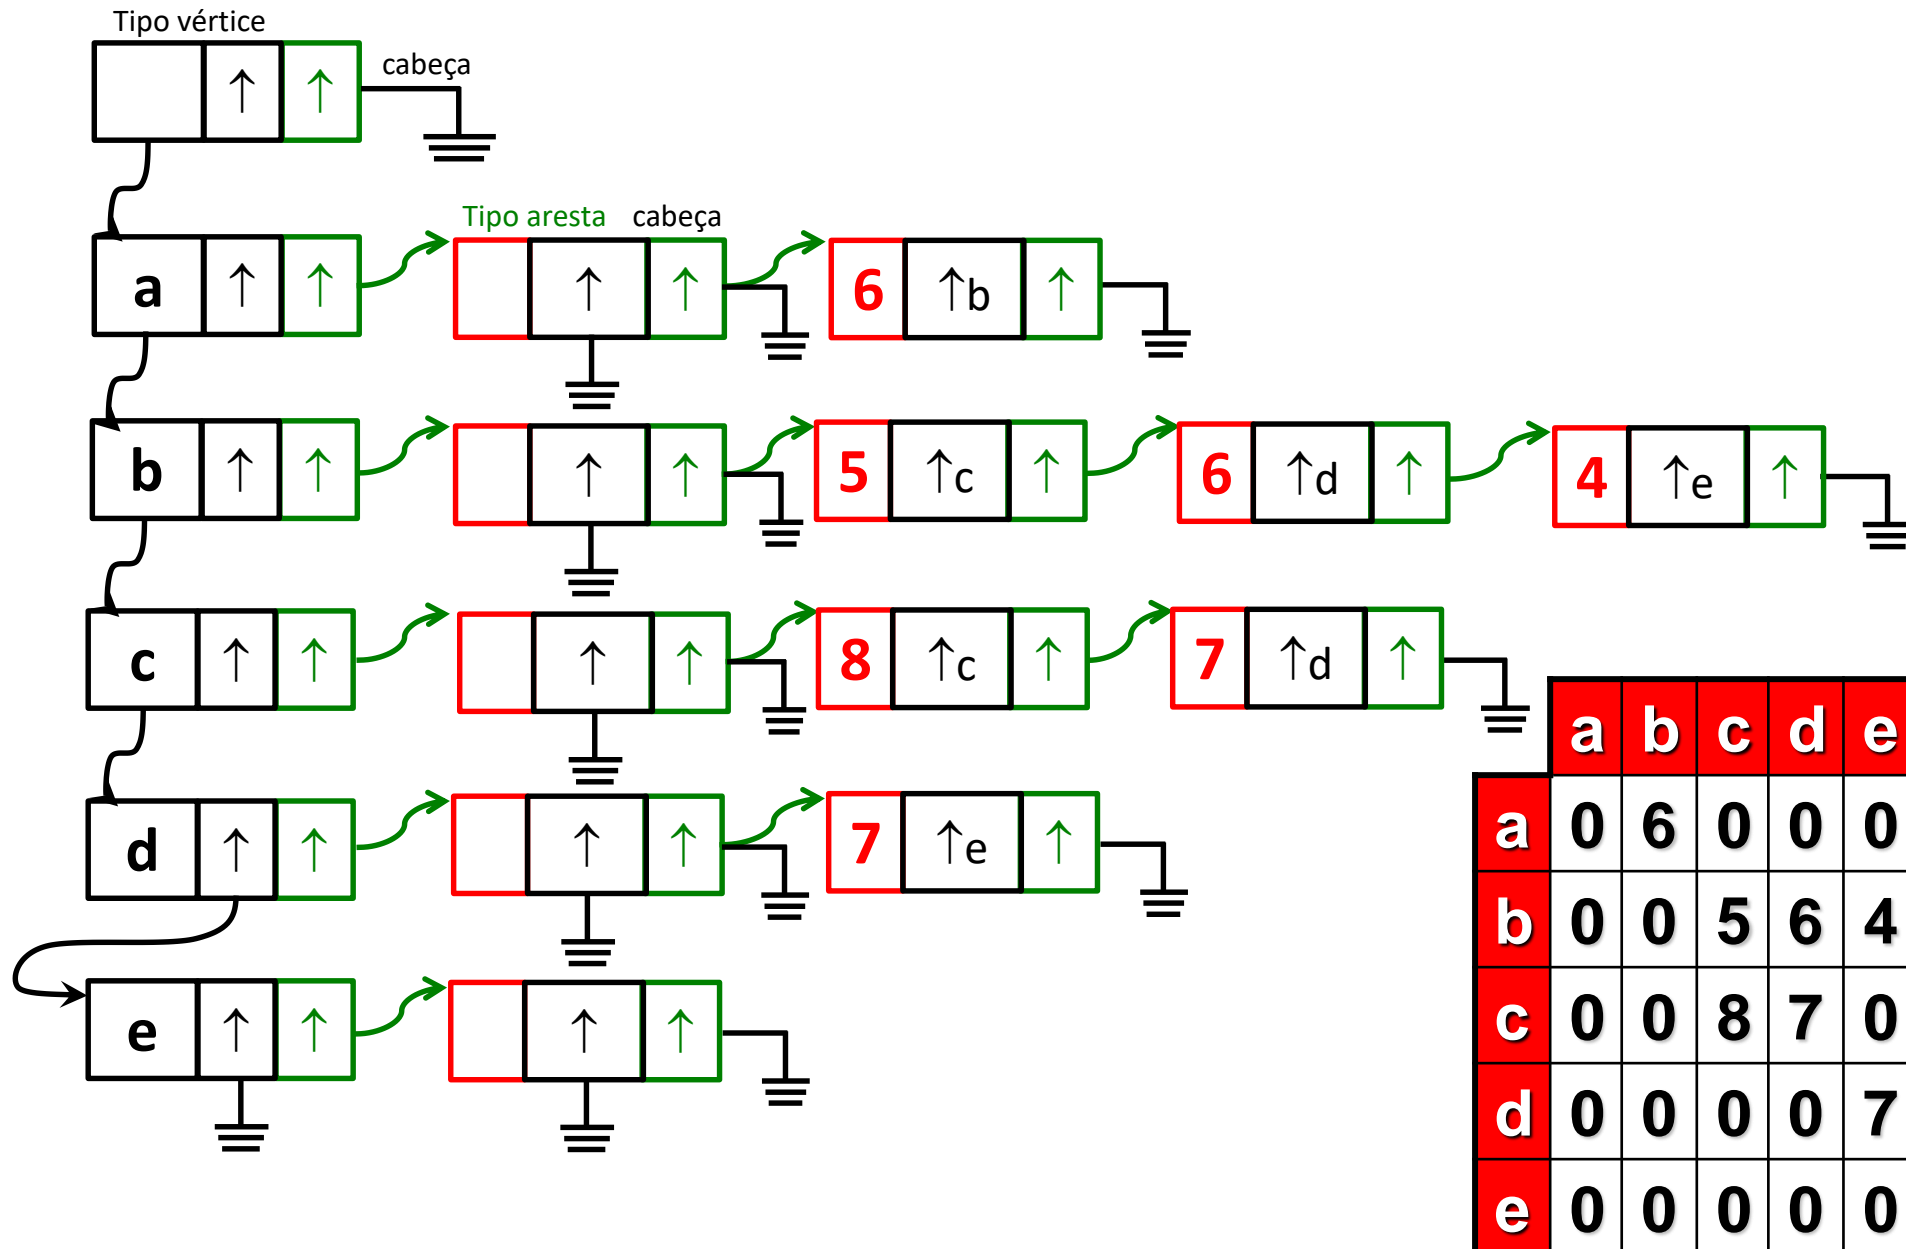 Tipo vértice
↑ ↑ cabeça
Tipo aresta cabeça
a ↑ ↑ ↑ ↑ 6 ↑b ↑
b ↑ ↑ ↑ ↑ 5 ↑c ↑ 6 ↑d ↑ 4 ↑e ↑
c ↑ ↑ ↑ ↑ 8 ↑c ↑ 7 ↑d ↑
d ↑ ↑ ↑ ↑ 7 ↑e ↑
e ↑ ↑ ↑ ↑
a b c d e
a 0 6 0 0 0
b 0 0 5 6 4
c 0 0 8 7 0
d 0 0 0 0 7
e 0 0 0 0 0